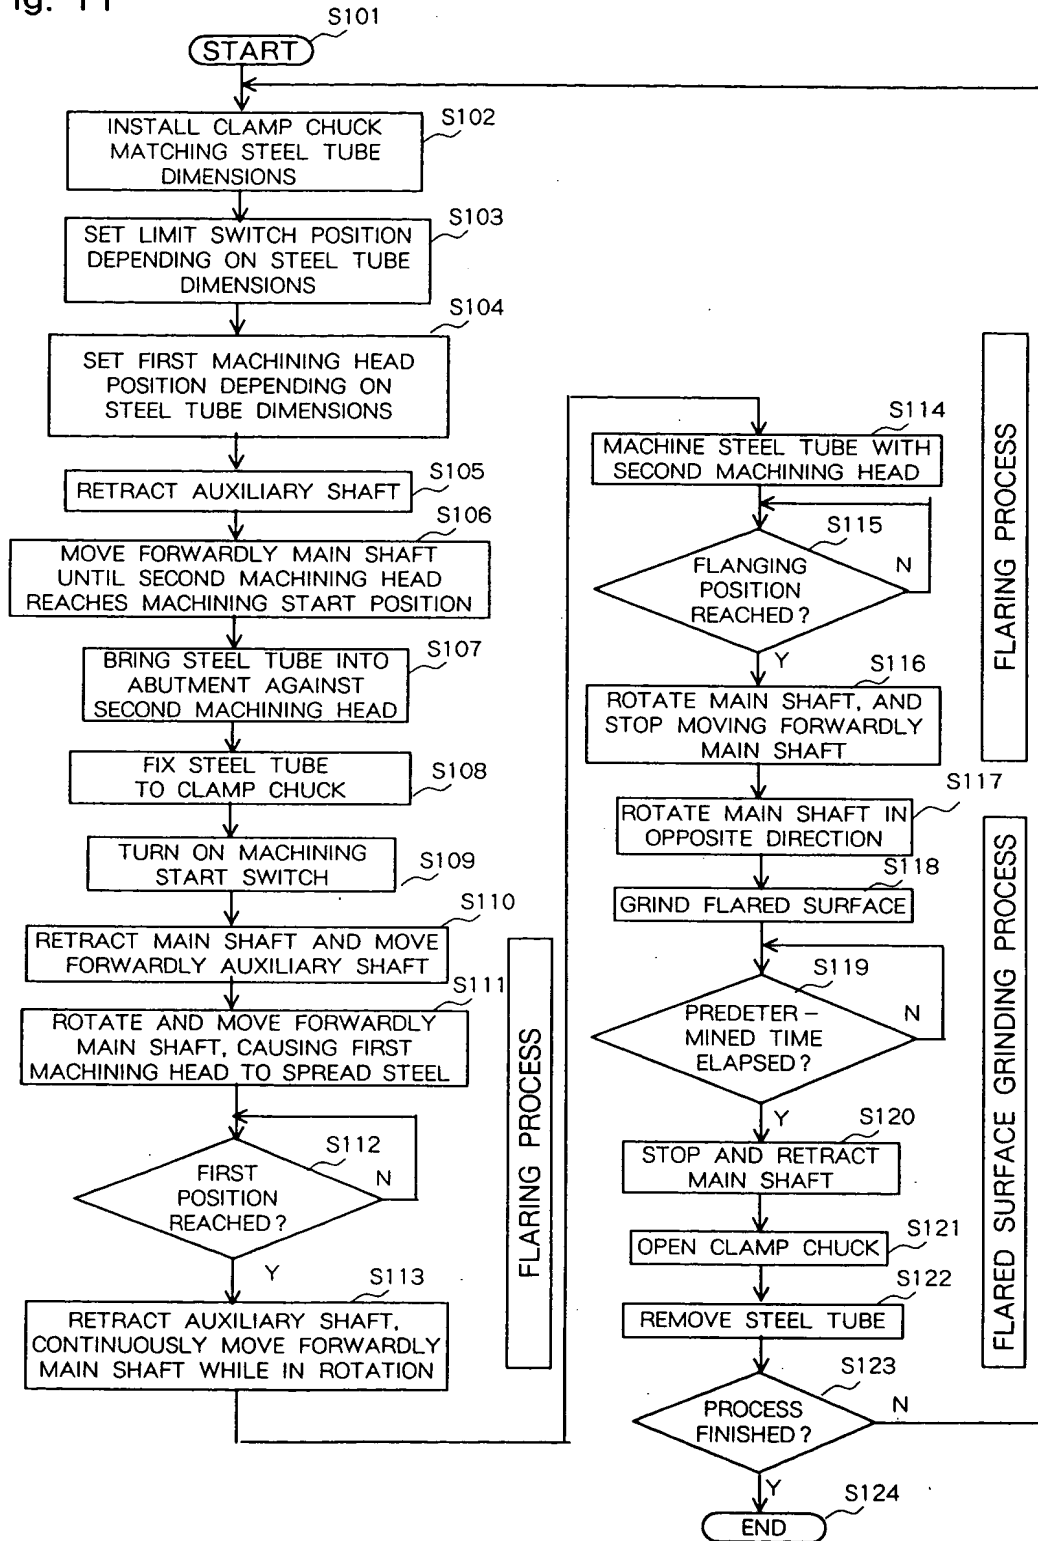 ig. 11
S101
START
S102
INSTALL CLAMP CHUCK
MATCHING STEEL TUBE
DIMENSIONS
S103
SET LIMIT SWITCH POSITION
DEPENDING ON STEEL TUBE
DIMENSIONS
S104
SET FIRST MACHINING HEAD
POSITION DEPENDING ON
STEEL TUBE DIMENSIONS
S105
RETRACT AUXILIARY SHAFT
S106
MOVE FORWARDLY MAIN SHAFT
UNTIL SECOND MACHINING HEAD
REACHES MACHINING START POSITION
S107
BRING STEEL TUBE INTO
ABUTMENT AGAINST
SECOND MACHINING HEAD
S108
FIX STEEL TUBE
TO CLAMP CHUCK
S109
TURN ON MACHINING
START SWITCH
S110
RETRACT MAIN SHAFT AND MOVE
FORWARDLY AUXILIARY SHAFT
S111
ROTATE AND MOVE FORWARDLY
MAIN SHAFT, CAUSING FIRST
MACHINING HEAD TO SPREAD STEEL
S112
FIRST
POSITION
REACHED?
N
Y
S113
RETRACT AUXILIARY SHAFT,
CONTINUOUSLY MOVE FORWARDLY
MAIN SHAFT WHILE IN ROTATION
FLARING PROCESS
S114
MACHINE STEEL TUBE WITH
SECOND MACHINING HEAD
S115
FLANGING
POSITION
REACHED?
N
Y
S116
ROTATE MAIN SHAFT, AND
STOP MOVING FORWARDLY
MAIN SHAFT
FLARING PROCESS
S117
ROTATE MAIN SHAFT IN
OPPOSITE DIRECTION
S118
GRIND FLARED SURFACE
S119
PREDETER-
MINED TIME
ELAPSED?
N
Y
S120
STOP AND RETRACT
MAIN SHAFT
S121
OPEN CLAMP CHUCK
S122
REMOVE STEEL TUBE
FLARED SURFACE GRINDING PROCESS
S123
PROCESS
FINISHED?
N
Y
S124
END